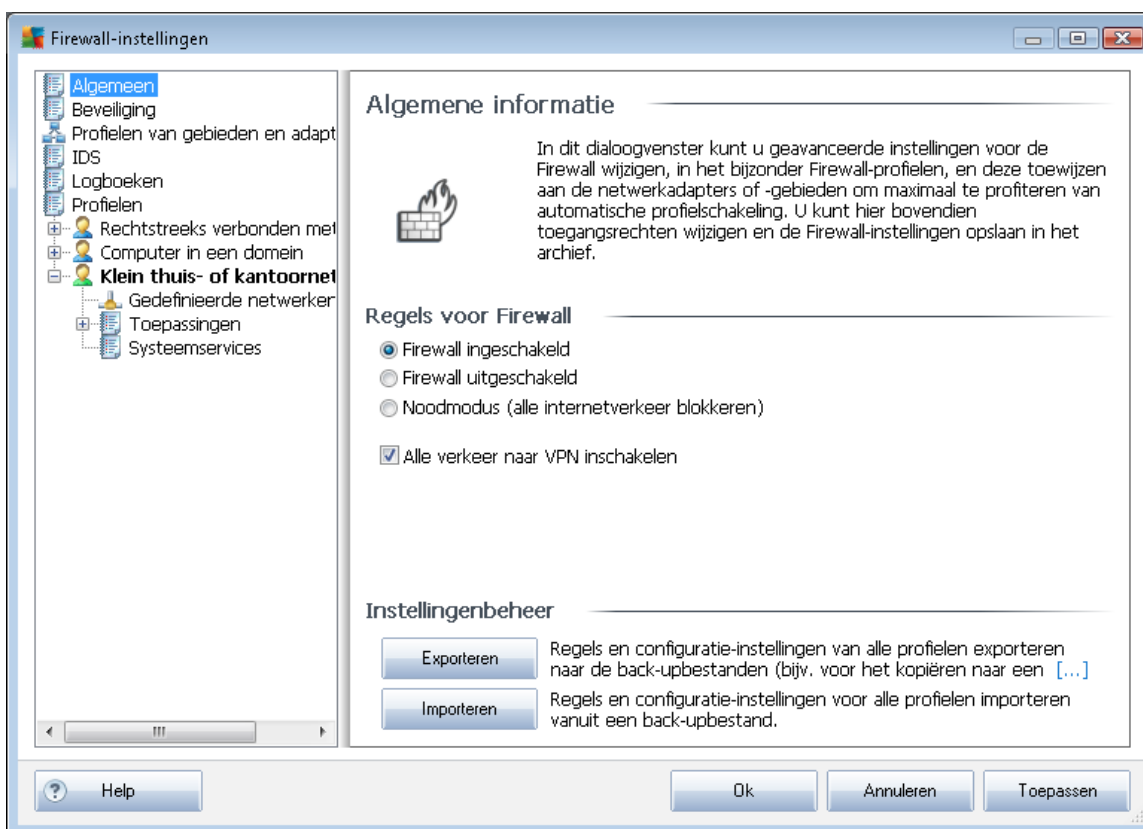 Firewall-instellingen
Algemeen
Beveiliging
Profielen van gebieden en adapt
IDS
Logboeken
Profielen
Rechtstreeks verbonden met
Computer in een domein
Klein thuis- of kantoornet
Gedefinieerde netwerken
Toepassingen
Systeemservices
Algemene informatie
In dit dialoogvenster kunt u geavanceerde instellingen voor de
Firewall wijzigen, in het bijzonder Firewall-profielen, en deze toewijzen
aan de netwerkadapters of -gebieden om maximaal te profiteren van
automatische profielschakeling. U kunt hier bovendien
toegangsrechten wijzigen en de Firewall-instellingen opslaan in het
archief.
Regels voor Firewall
Firewall ingeschakeld
Firewall uitgeschakeld
Noodmodus (alle internetverkeer blokkeren)
Alle verkeer naar VPN inschakelen
Instellingenbeheer
Exporteren
Regels en configuratie-instellingen van alle profielen exporteren
naar de back-upbestanden (bijv. voor het kopiëren naar een [...]
Importeren
Regels en configuratie-instellingen voor alle profielen importeren
vanuit een back-upbestand.
? Help
Ok
Annuleren
Toepassen